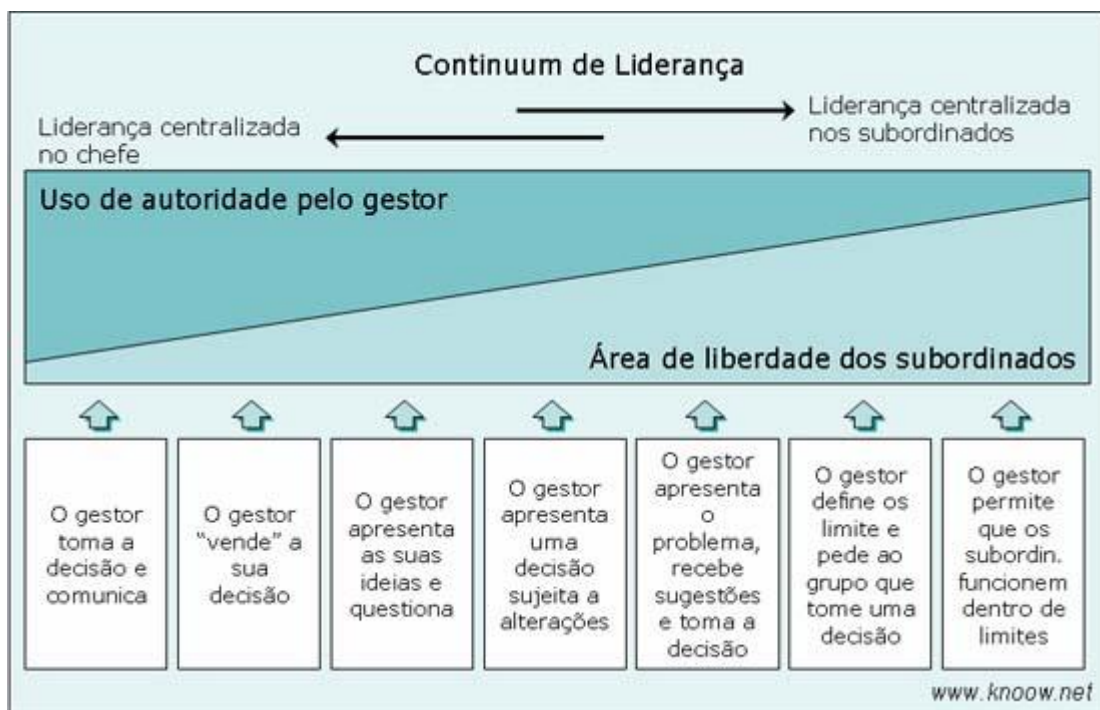 Continuum de Liderança
Liderança centralizada
no chefe
Liderança centralizada
nos subordinados
Uso de autoridade pelo gestor
Área de liberdade dos subordinados
O gestor
toma a
decisão e
comunica
O gestor
"vende" a
sua
decisão
O gestor
apresenta
as suas
ideias e
questiona
O gestor
apresenta
uma
decisão
sujeita a
alterações
O gestor
apresenta
o
problema,
recebe
sugestões
e toma a
decisão
O gestor
define os
limite e
pede ao
grupo que
tome uma
decisão
O gestor
permite
que os
subordin.
funcionem
dentro de
limites
www.knoow.net